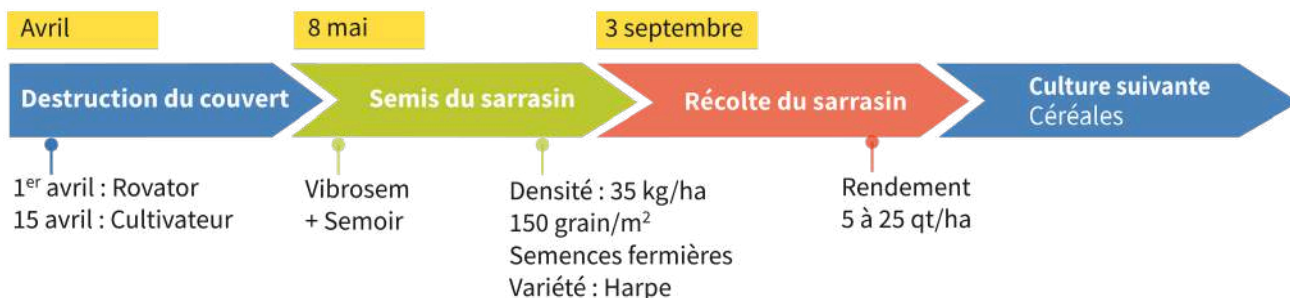 Avril
8 mai
3 septembre
Destruction du couvert
Semis du sarrasin
Récolte du sarrasin
Culture suivante
Céréales
1er avril : Rovator
15 avril : Cultivateur
Vibrosem
+ Semoir
Densité : 35 kg/ha
150 grain/m²
Semences fermières
Variété : Harpe
Rendement
5 à 25 qt/ha